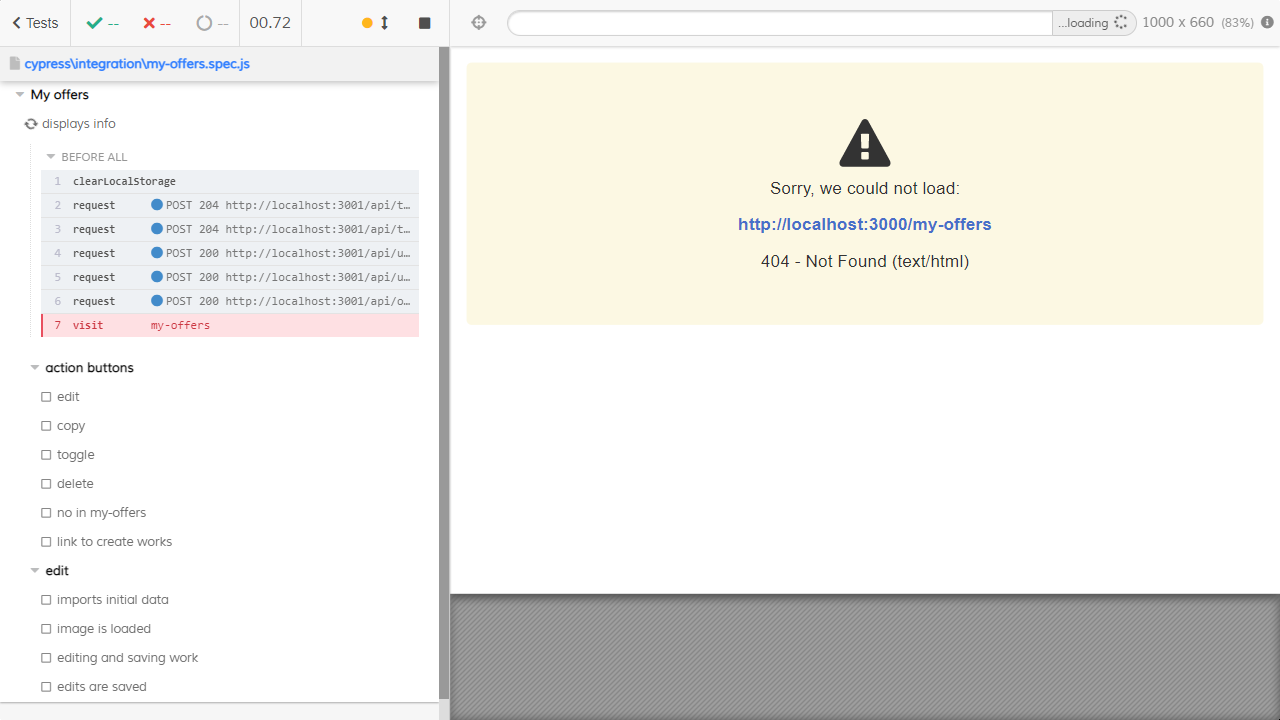 Tests -- -- -- 00.72 ...loading 1000 x 660 (83%)
cypress\integration\my-offers.spec.js
My offers
displays info
BEFORE ALL
1 clearLocalStorage
2 request POST 204 http://localhost:3001/api/t…
3 request POST 204 http://localhost:3001/api/t…
4 request POST 200 http://localhost:3001/api/u…
5 request POST 200 http://localhost:3001/api/u…
6 request POST 200 http://localhost:3001/api/o…
7 visit my-offers
action buttons
edit
copy
toggle
delete
no in my-offers
link to create works
edit
imports initial data
image is loaded
editing and saving work
edits are saved
Sorry, we could not load:
http://localhost:3000/my-offers
404 - Not Found (text/html)